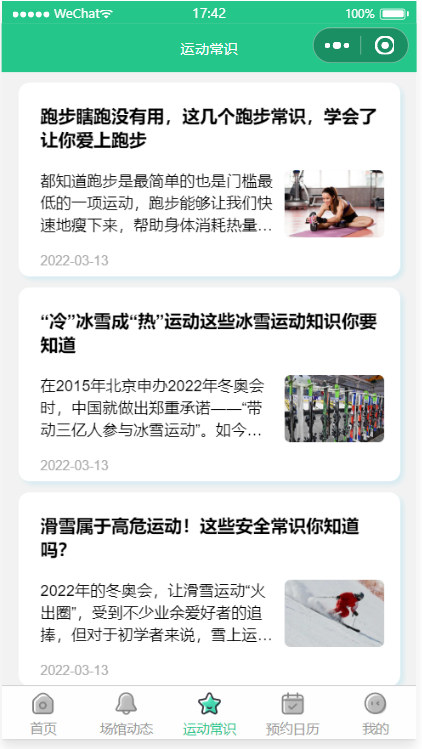 WeChat 17:42 100%
运动常识
跑步瞎跑没有用，这几个跑步常识，学会了
让你爱上跑步
都知道跑步是最简单的也是门槛最
低的一项运动，跑步能够让我们快
速地瘦下来，帮助身体消耗热量…
2022-03-13
“冷”冰雪成“热”运动这些冰雪运动知识你要
知道
在2015年北京申办2022年冬奥会
时，中国就做出郑重承诺——“带
动三亿人参与冰雪运动”。如今…
2022-03-13
滑雪属于高危运动！这些安全常识你知道
吗？
2022年的冬奥会，让滑雪运动“火
出圈”，受到不少业余爱好者的追
捧，但对于初学者来说，雪上运…
2022-03-13
首页 场馆动态 运动常识 预约日历 我的